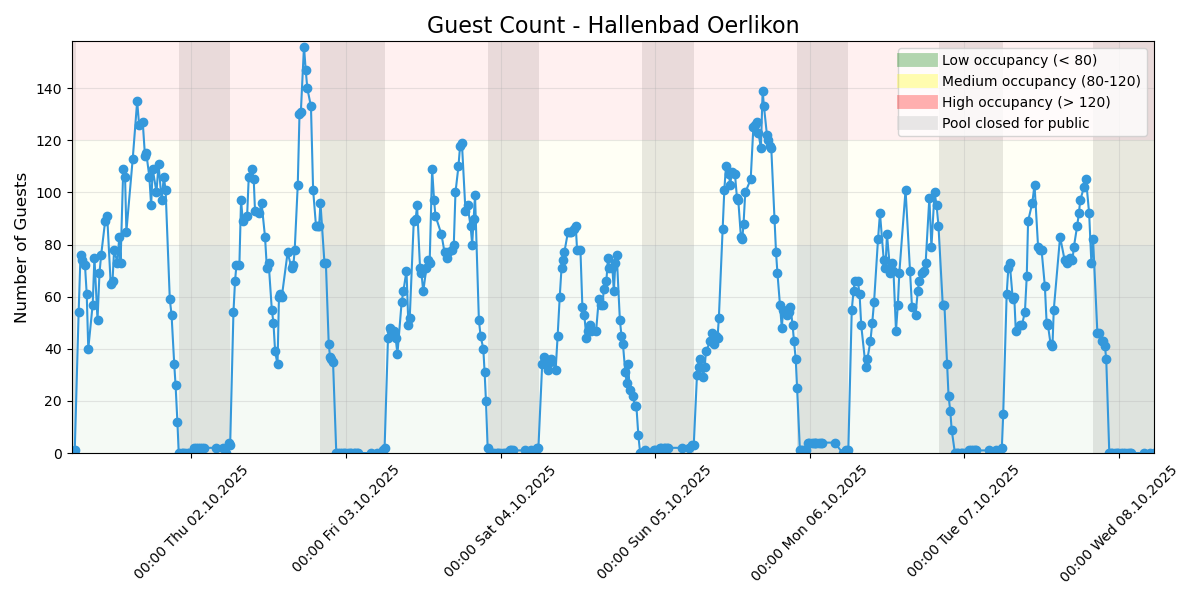 Guest Count - Hallenbad Oerlikon
Number of Guests
140
120
100
80
60
40
20
0
Low occupancy (< 80)
Medium occupancy (80-120)
High occupancy (> 120)
Pool closed for public
00:00 Thu 02.10.2025
00:00 Fri 03.10.2025
00:00 Sat 04.10.2025
00:00 Sun 05.10.2025
00:00 Mon 06.10.2025
00:00 Tue 07.10.2025
00:00 Wed 08.10.2025